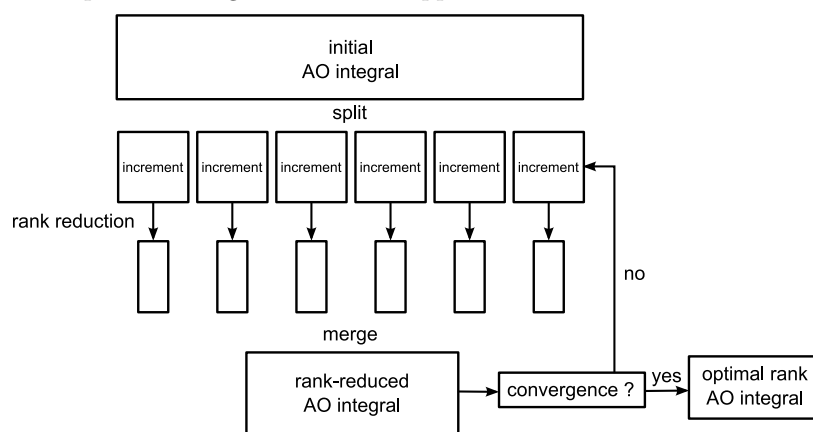 initial
AO integral
split
increment increment increment increment increment increment
rank reduction
no
merge
rank-reduced
AO integral
convergence ?
yes
optimal rank
AO integral